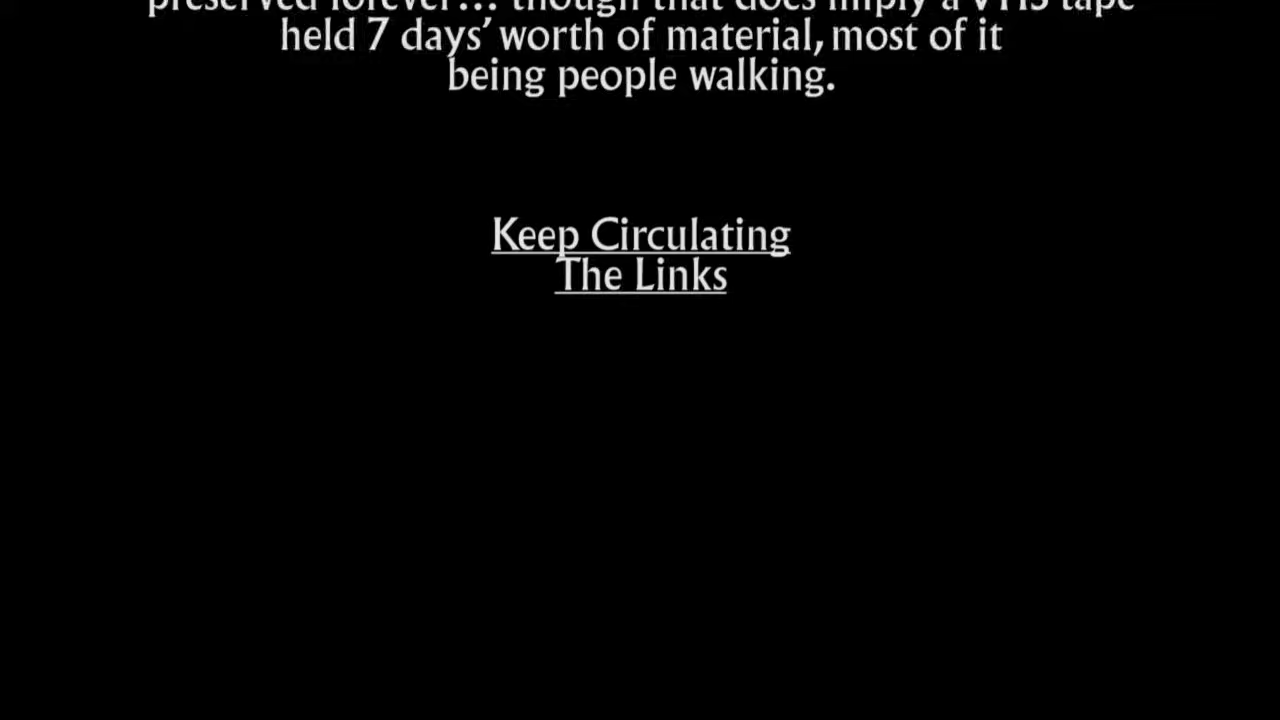 preserved forever... though that does imply a VHS tape
held 7 days' worth of material, most of it
being people walking.
Keep Circulating
The Links